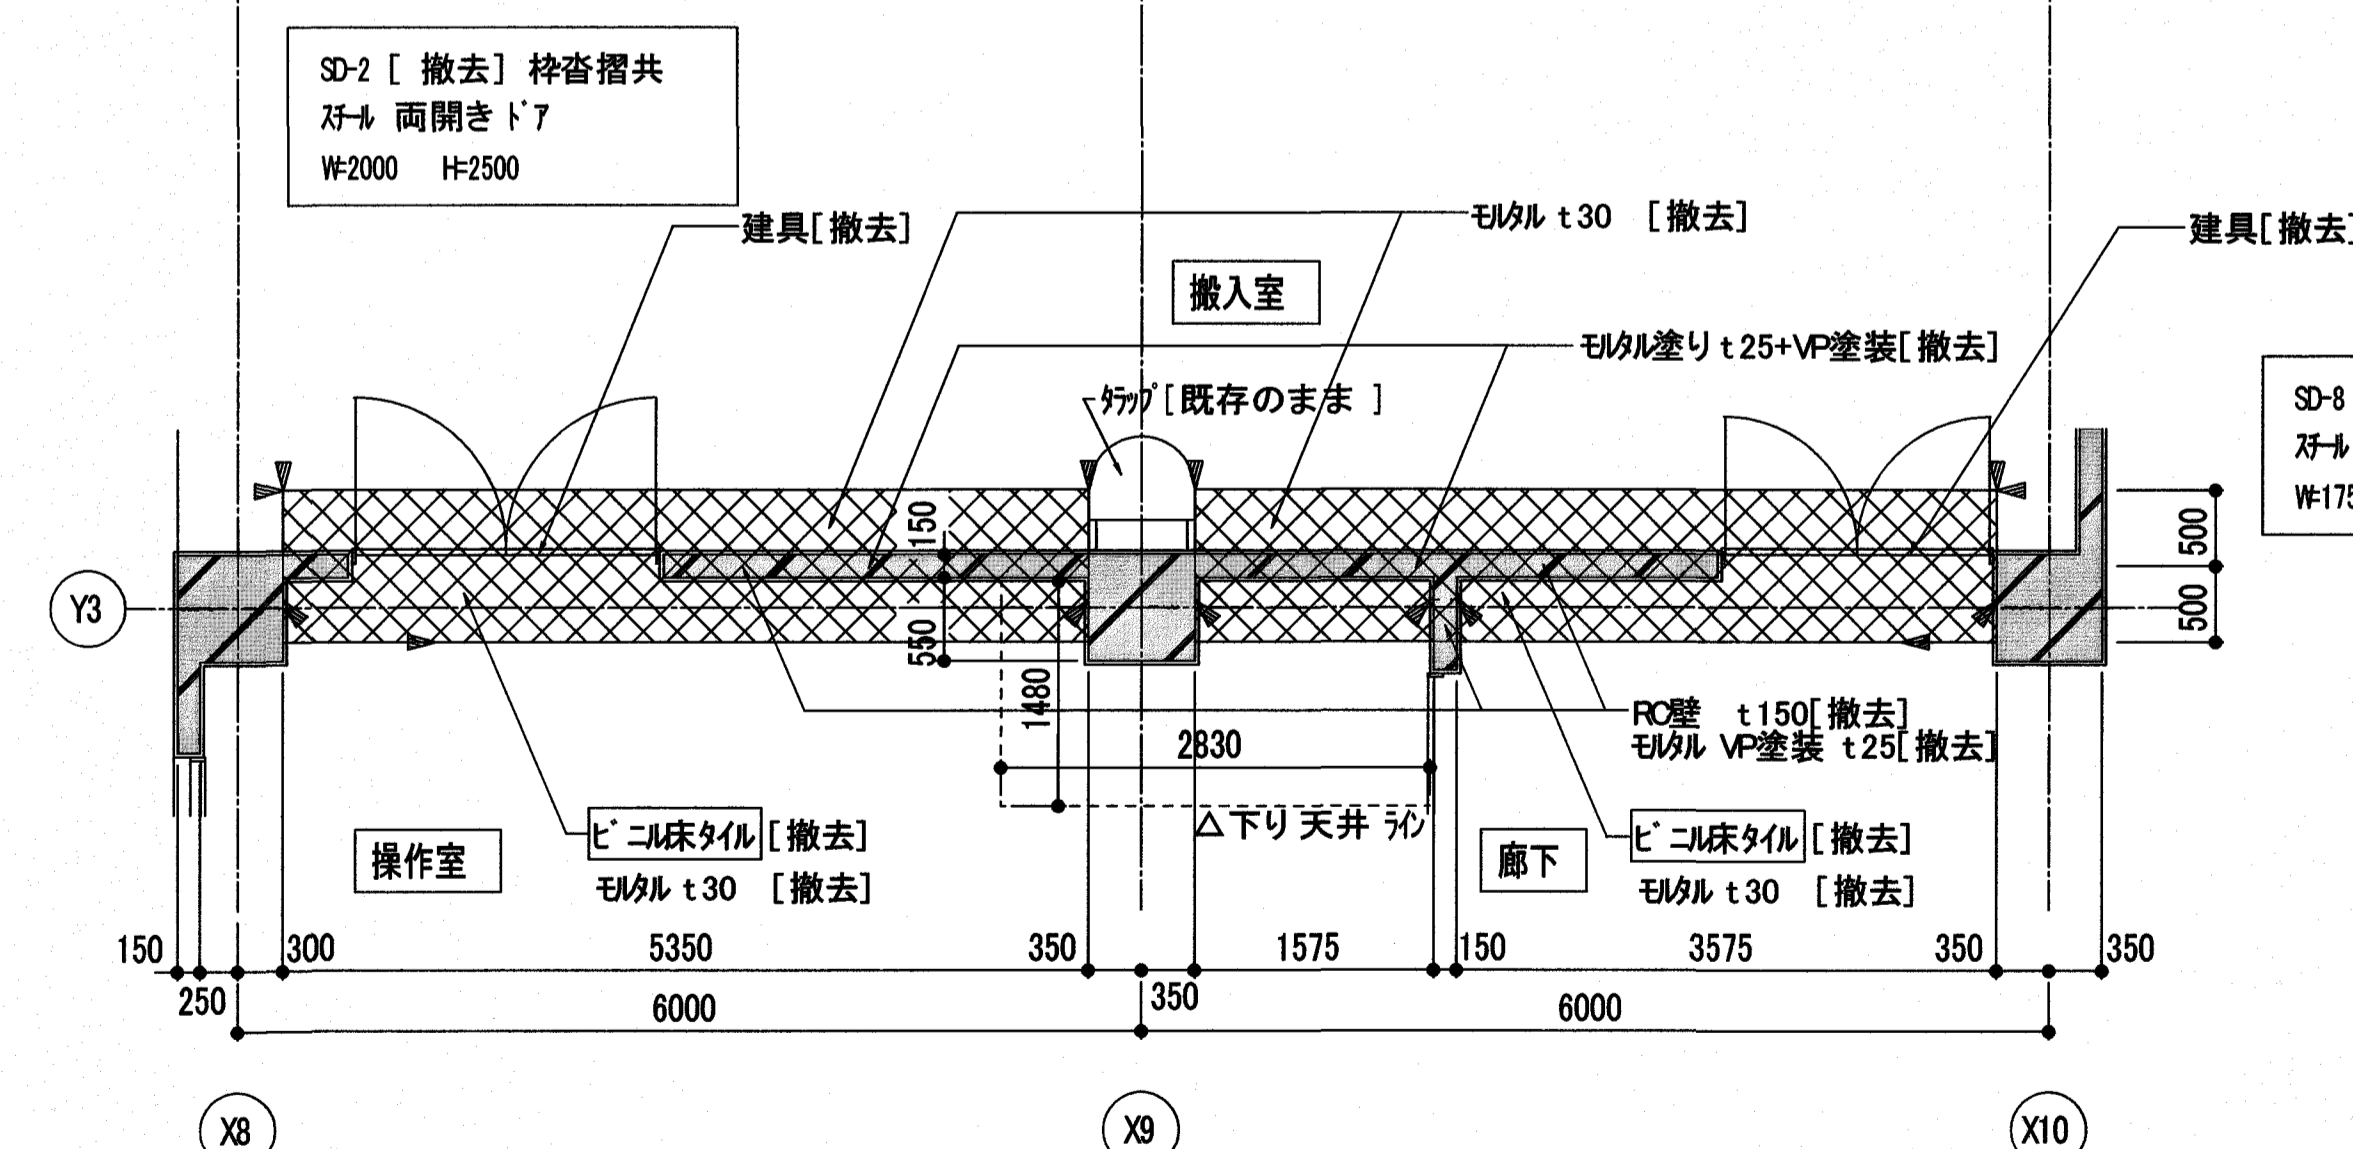 SD-2 [撤去] 枠沓摺共
スチール 両開きドア
W=2000 H=2500
建具[撤去]
モルタル t30 [撤去]
建具[撤去]
搬入室
モルタル塗り t25+VP塗装[撤去]
タラップ[既存のまま]
SD-8
スチール
W=175
150
500
Y3
550
500
1480
RC壁 t150[撤去]
モルタル VP塗装 t25[撤去]
2830
△下り天井ライン
ビニル床タイル [撤去]
モルタル t30 [撤去]
操作室
廊下
ビニル床タイル [撤去]
モルタル t30 [撤去]
150 300 5350 350 1575 150 3575 350 350
250 6000 350 6000
X8 X9 X10